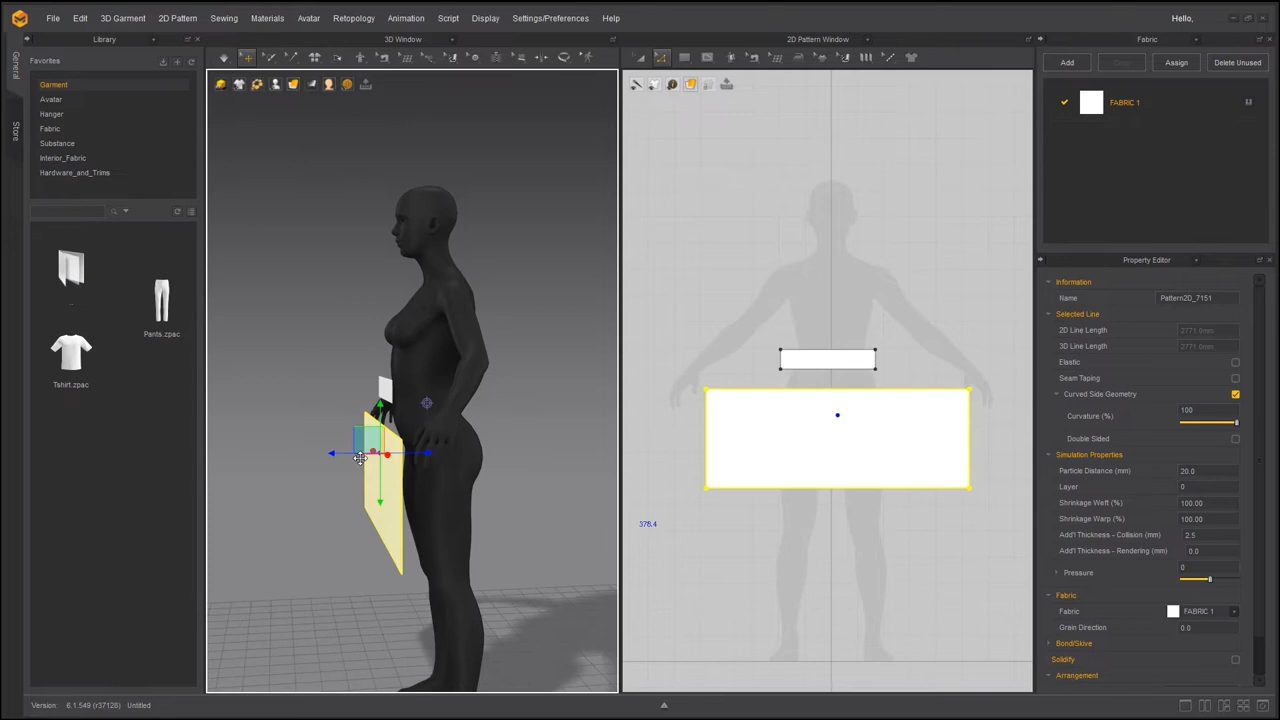 File Edit 3D Garment 2D Pattern Sewing Materials Avatar Retopology Animation Script Display Settings/Preferences Help Hello,
Library 3D Window 2D Pattern Window Fabric
General
Store
Favorites
Garment
Avatar
Hanger
Fabric
Substance
Interior_Fabric
Hardware_and_Trims
..
Pants.zpac
Tshirt.zpac
378.4
Add Copy Assign Delete Unused
FABRIC 1
Property Editor
Information
Name Pattern2D_7151
Selected Line
2D Line Length 2771.0mm
3D Line Length 2771.0mm
Elastic
Seam Taping
Curved Side Geometry
Curvature (%) 100
Double Sided
Simulation Properties
Particle Distance (mm) 20.0
Layer 0
Shrinkage Weft (%) 100.00
Shrinkage Warp (%) 100.00
Add'l Thickness - Collision (mm) 2.5
Add'l Thickness - Rendering (mm) 0.0
Pressure 0
Fabric
Fabric FABRIC 1
Grain Direction 0.0
Bond/Skive
Solidify
Arrangement
Version: 6.1.549 (r37128) Untitled